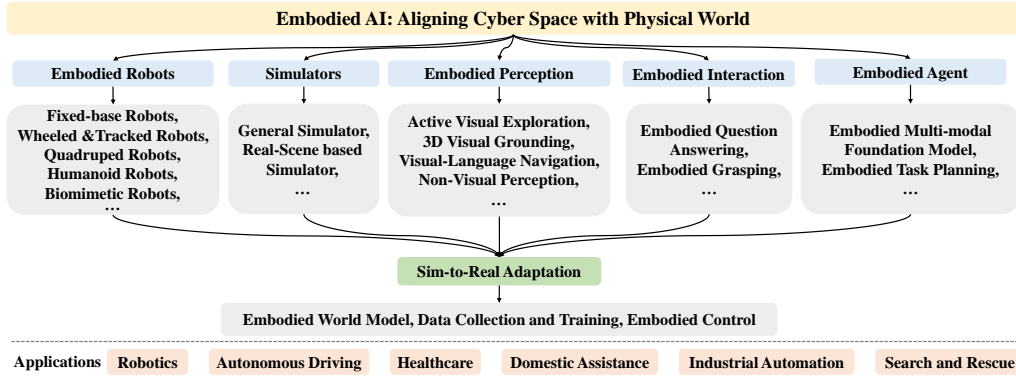 Embodied AI: Aligning Cyber Space with Physical World
Embodied Robots
Simulators
Embodied Perception
Embodied Interaction
Embodied Agent
Fixed-base Robots,
Wheeled &Tracked Robots,
Quadruped Robots,
Humanoid Robots,
Biomimetic Robots,
...
General Simulator,
Real-Scene based
Simulator,
...
Active Visual Exploration,
3D Visual Grounding,
Visual-Language Navigation,
Non-Visual Perception,
...
Embodied Question
Answering,
Embodied Grasping,
...
Embodied Multi-modal
Foundation Model,
Embodied Task Planning,
...
Sim-to-Real Adaptation
Embodied World Model, Data Collection and Training, Embodied Control
Applications Robotics Autonomous Driving Healthcare Domestic Assistance Industrial Automation Search and Rescue